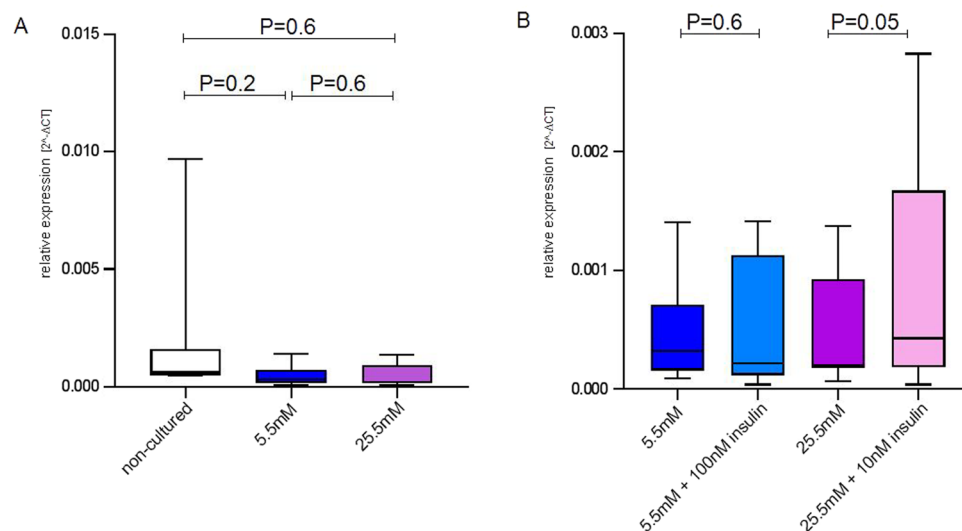 A
P=0.6
P=0.2
P=0.6
relative expression [2^-ΔCT]
0.015
0.010
0.005
0.000
non-cultured
5.5mM
25.5mM
B
P=0.6
P=0.05
relative expression [2^-ΔCT]
0.003
0.002
0.001
0.000
5.5mM
5.5mM + 100nM insulin
25.5mM
25.5mM + 10nM insulin